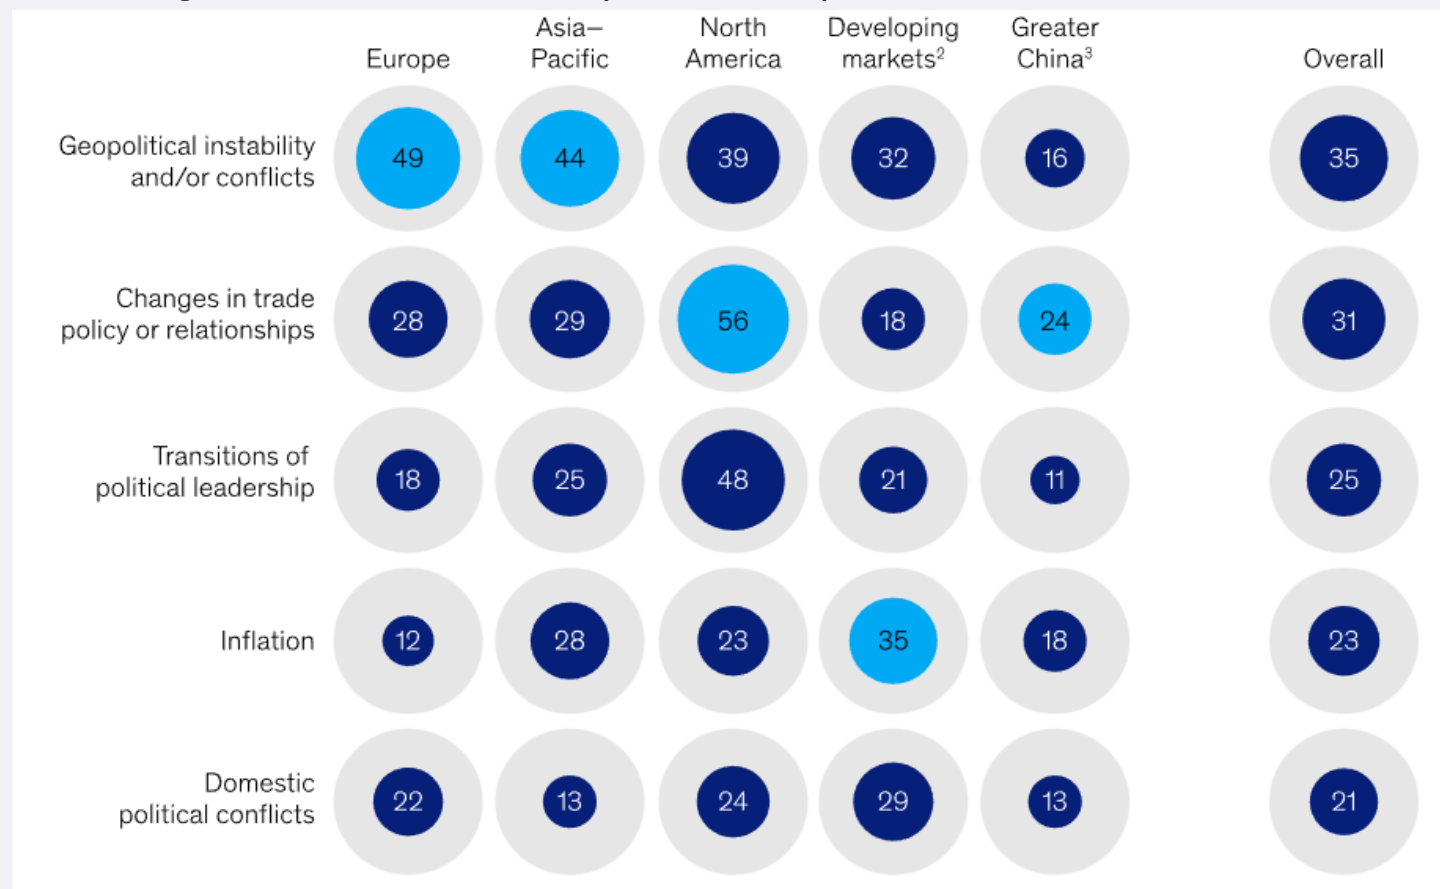 Europe
Asia–
Pacific
North
America
Developing
markets²
Greater
China³
Overall
Geopolitical instability
and/or conflicts
49 44 39 32 16 35
Changes in trade
policy or relationships
28 29 56 18 24 31
Transitions of
political leadership
18 25 48 21 11 25
Inflation
12 28 23 35 18 23
Domestic
political conflicts
22 13 24 29 13 21